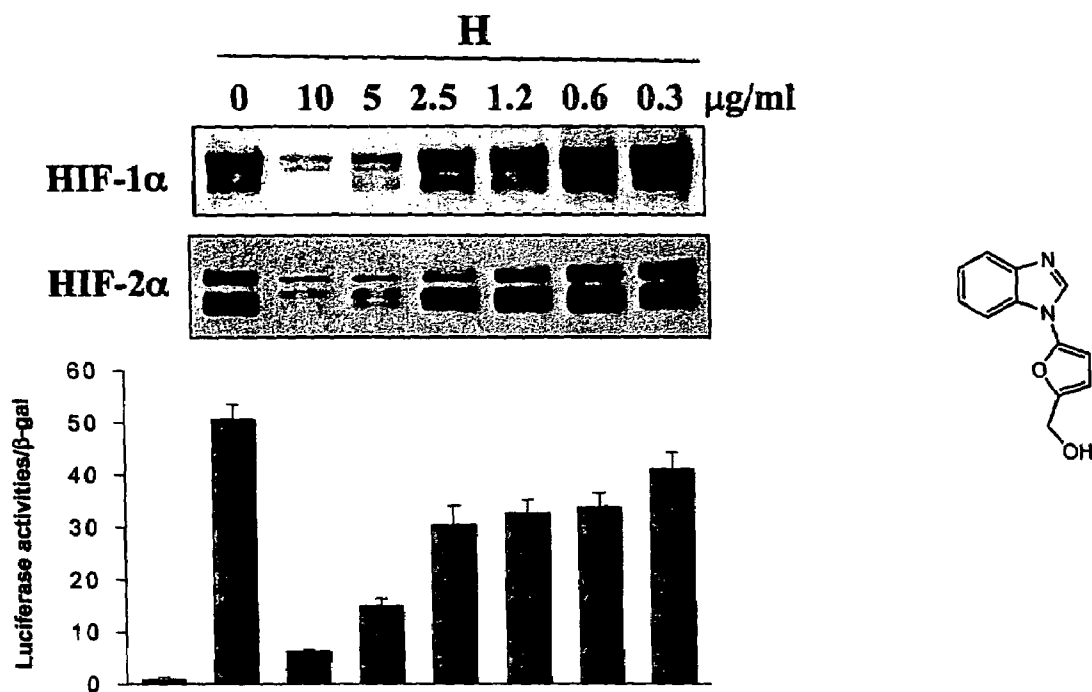 H
0 10 5 2.5 1.2 0.6 0.3 µg/ml
HIF-1α
HIF-2α
Luciferase activities/β-gal
60
50
40
30
20
10
0
N
N
O
OH